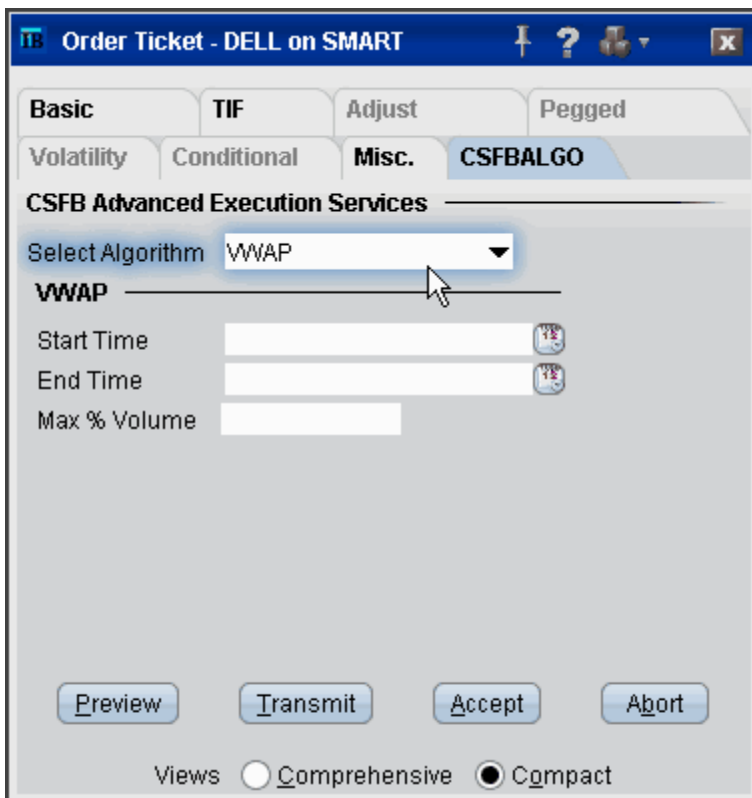 IB Order Ticket - DELL on SMART ? x
Basic TIF Adjust Pegged
Volatility Conditional Misc. CSFBALGO
CSFB Advanced Execution Services
Select Algorithm VWAP
VWAP
Start Time
End Time
Max % Volume
Preview Transmit Accept Abort
Views Comprehensive Compact